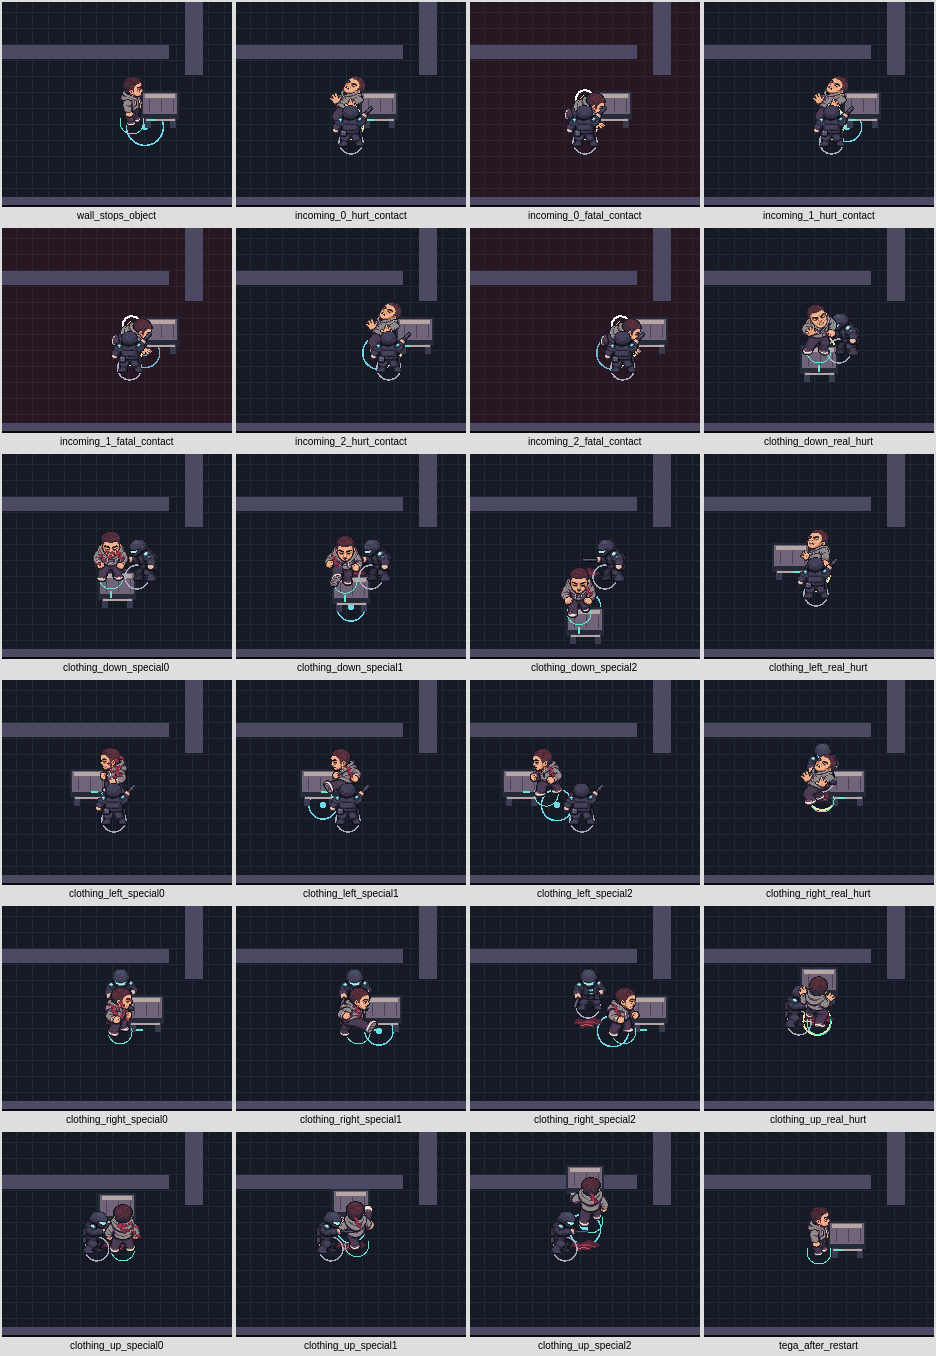 wall_stops_object
incoming_0_hurt_contact
incoming_0_fatal_contact
incoming_1_hurt_contact
incoming_1_fatal_contact
incoming_2_hurt_contact
incoming_2_fatal_contact
clothing_down_real_hurt
clothing_down_special0
clothing_down_special1
clothing_down_special2
clothing_left_real_hurt
clothing_left_special0
clothing_left_special1
clothing_left_special2
clothing_right_real_hurt
clothing_right_special0
clothing_right_special1
clothing_right_special2
clothing_up_real_hurt
clothing_up_special0
clothing_up_special1
clothing_up_special2
tega_after_restart